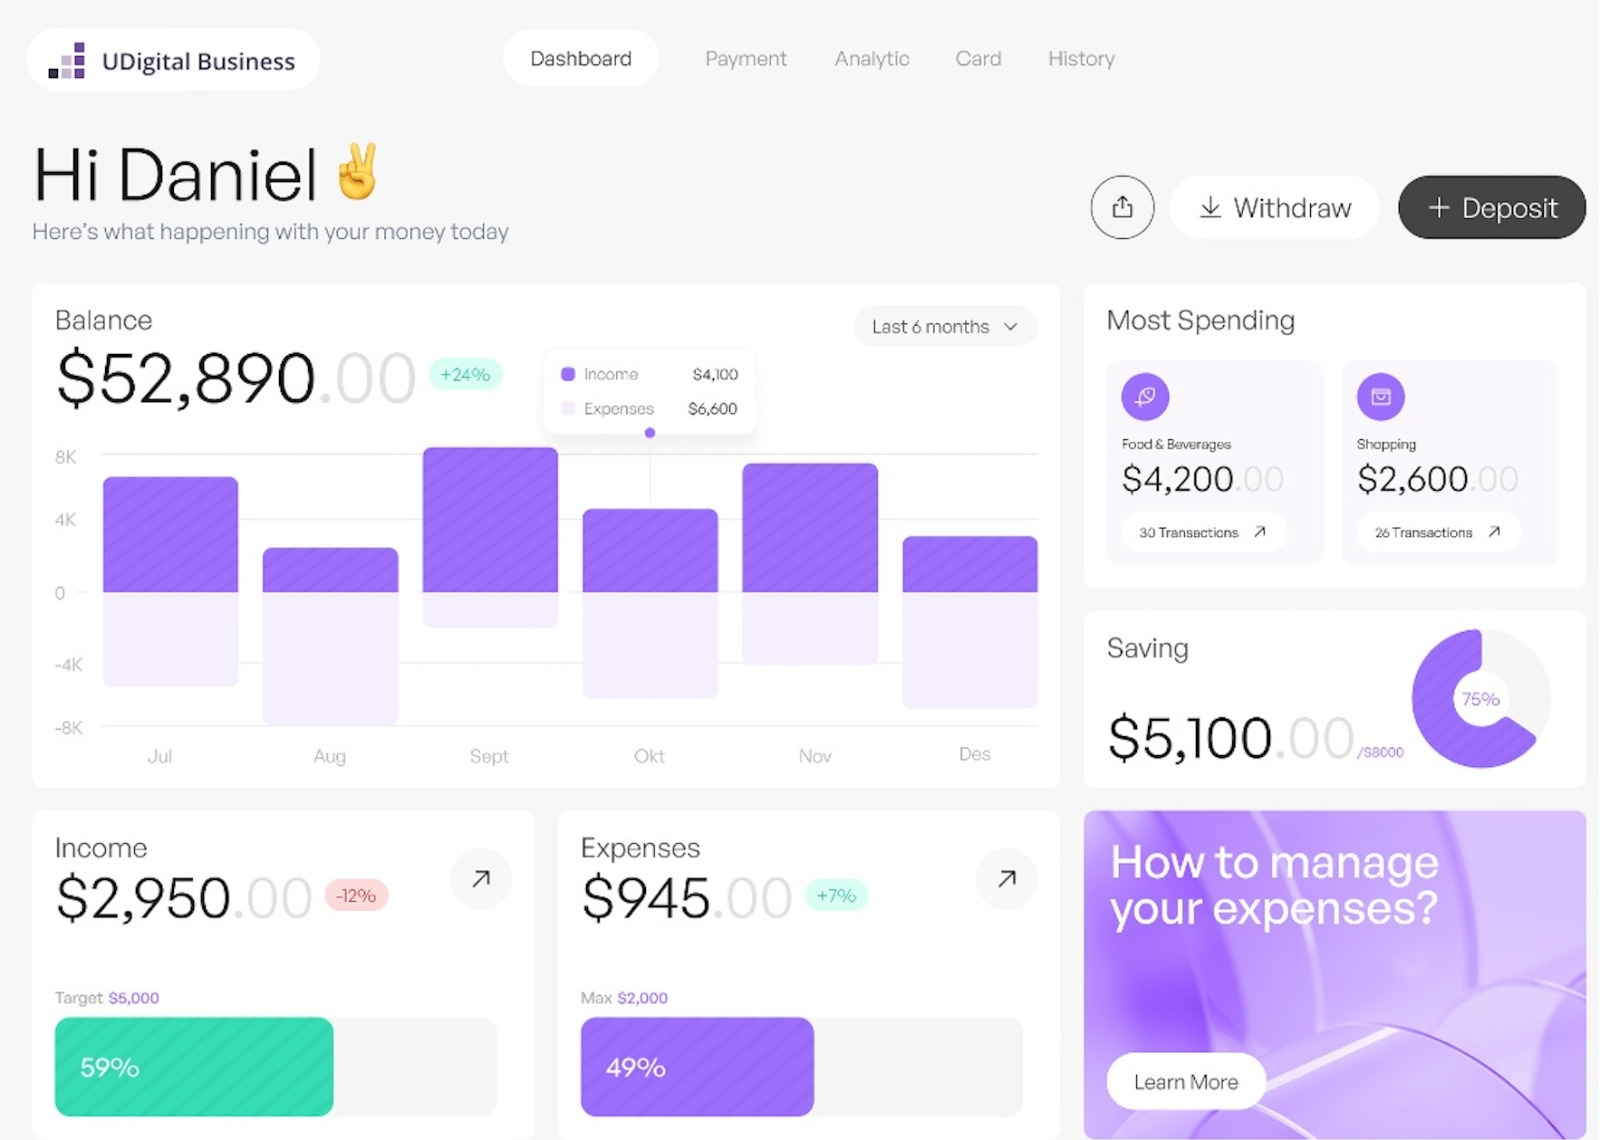 UDigital Business
Dashboard
Payment
Analytic
Card
History
Hi Daniel ✌️
Here's what happening with your money today
Withdraw
+ Deposit
Balance
$52,890.00 +24%
Last 6 months
Income $4,100
Expenses $6,600
8K
4K
0
-4K
-8K
Jul
Aug
Sept
Okt
Nov
Des
Most Spending
Food & Beverages
$4,200.00
30 Transactions
Shopping
$2,600.00
26 Transactions
Saving
$5,100.00 /$8000
75%
Income
$2,950.00 -12%
Target $5,000
59%
Expenses
$945.00 +7%
Max $2,000
49%
How to manage
your expenses?
Learn More